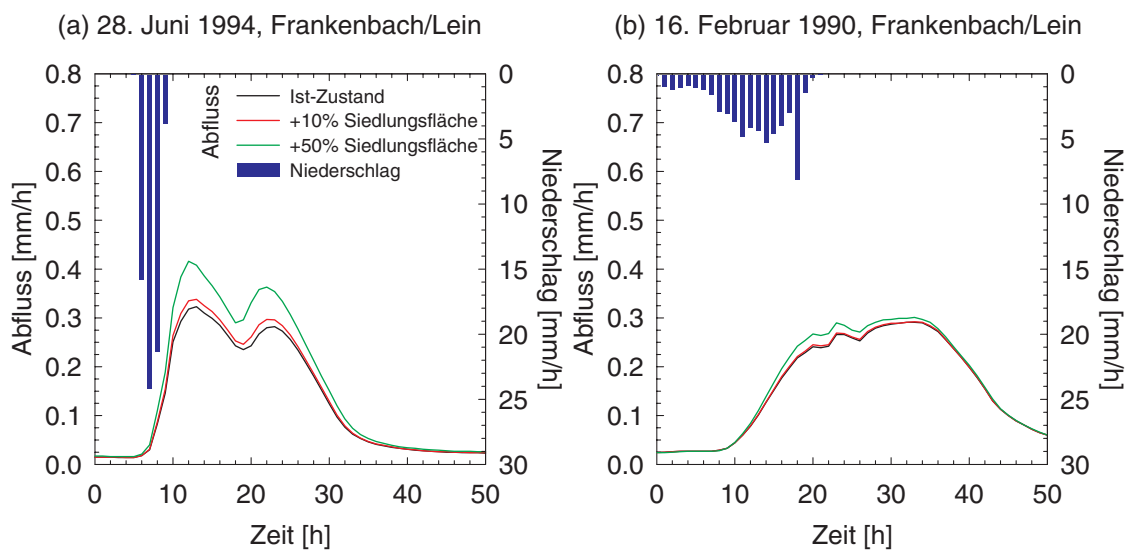 (a) 28. Juni 1994, Frankenbach/Lein
0.8
0.7
0.6
0.5
0.4
0.3
0.2
0.1
0.0
Abfluss [mm/h]
Abfluss
Ist-Zustand
+10% Siedlungsfläche
+50% Siedlungsfläche
Niederschlag
0
5
10
15
20
25
30
Niederschlag [mm/h]
0 10 20 30 40 50
Zeit [h]
(b) 16. Februar 1990, Frankenbach/Lein
0.8
0.7
0.6
0.5
0.4
0.3
0.2
0.1
0.0
Abfluss [mm/h]
0
5
10
15
20
25
30
Niederschlag [mm/h]
0 10 20 30 40 50
Zeit [h]